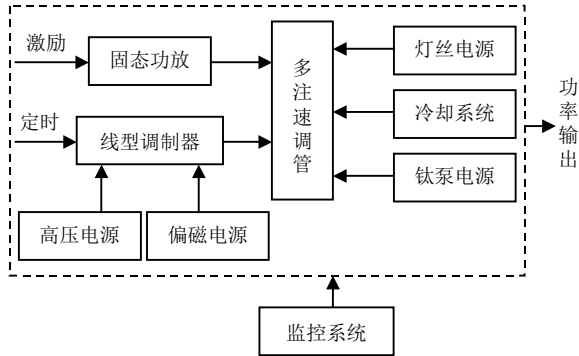 激励
固态功放
灯丝电源
多注速调管
冷却系统
功率输出
定时
线型调制器
钛泵电源
高压电源
偏磁电源
监控系统